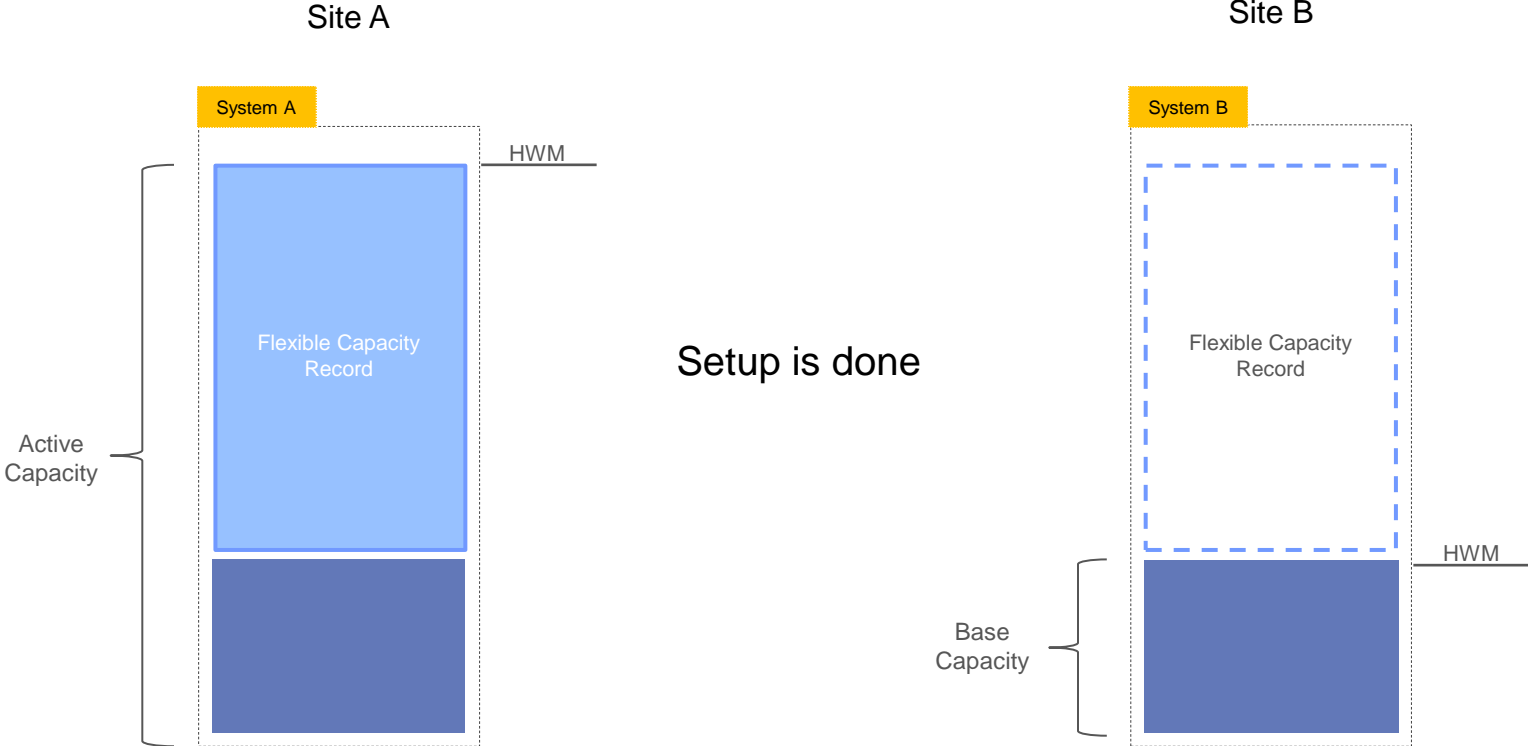 Site A
Site B
System A
System B
HWM
Flexible Capacity
Record
Setup is done
Flexible Capacity
Record
Active
Capacity
HWM
Base
Capacity